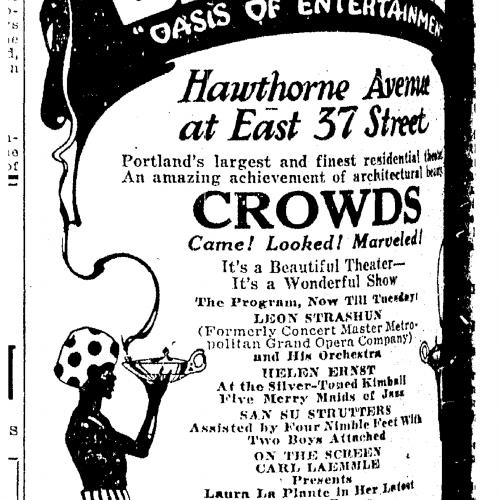 "OASIS OF ENTERTAINMEN
Hawthorne Avenue
at East 37 Street
Portland's largest and finest residential theater,
An amazing achievement of architectural beauty
CROWDS
Came! Looked! Marveled!
It's a Beautiful Theater—
It's a Wonderful Show
The Program, Now Till Tuesday!
LEON STRASHUN
(Formerly Concert Master Metro-
politan Grand Opera Company)
and His Orchestra
HELEN ERNST
At the Silver-Toned Kimball
Five Merry Maids of Jazz
SAN SU STRUTTERS
Assisted by Four Nimble Feet With
Two Boys Attached
ON THE SCREEN
CARL LAEMMLE
Presents
Laura La Plante in Her Latest